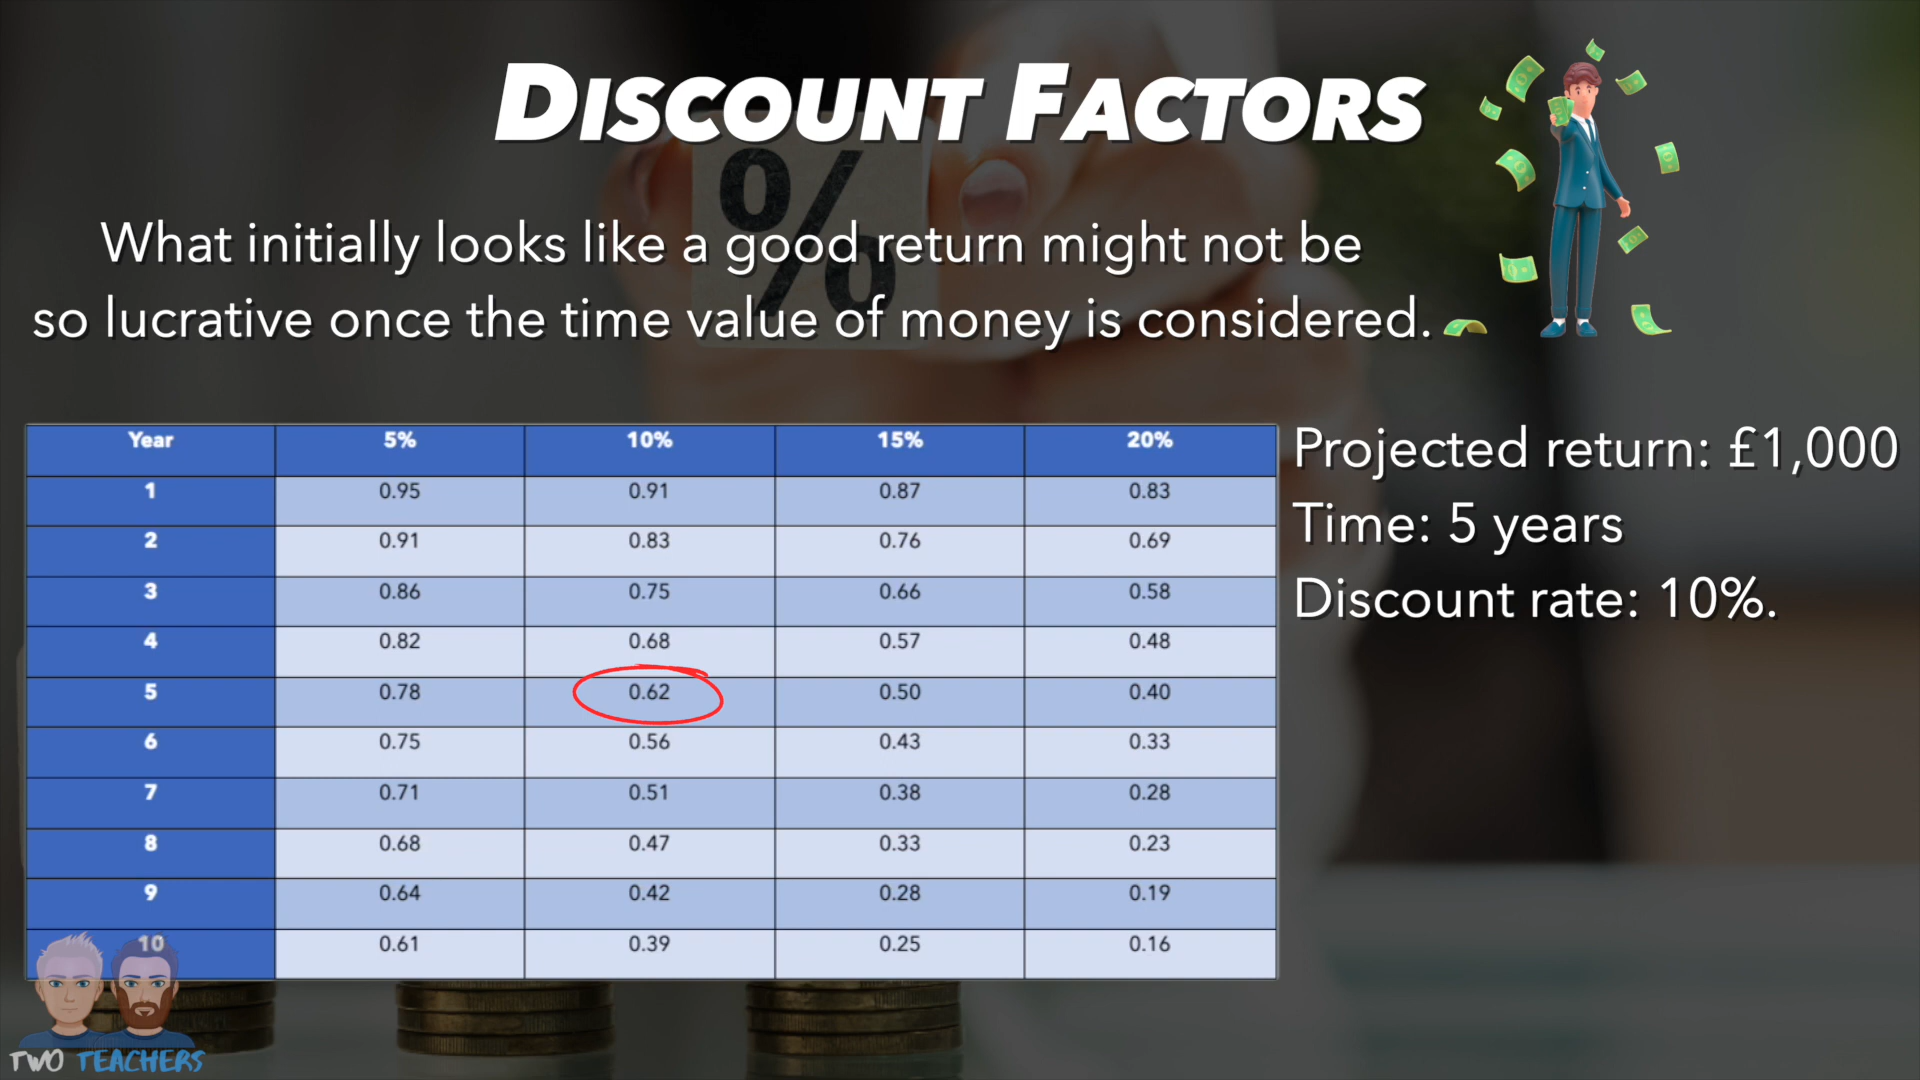 DISCOUNT FACTORS
%
What initially looks like a good return might not be
so lucrative once the time value of money is considered.
Year 5% 10% 15% 20%
1 0.95 0.91 0.87 0.83
2 0.91 0.83 0.76 0.69
3 0.86 0.75 0.66 0.58
4 0.82 0.68 0.57 0.48
5 0.78 0.62 0.50 0.40
6 0.75 0.56 0.43 0.33
7 0.71 0.51 0.38 0.28
8 0.68 0.47 0.33 0.23
9 0.64 0.42 0.28 0.19
10 0.61 0.39 0.25 0.16
Projected return: £1,000
Time: 5 years
Discount rate: 10%.
TWO TEACHERS